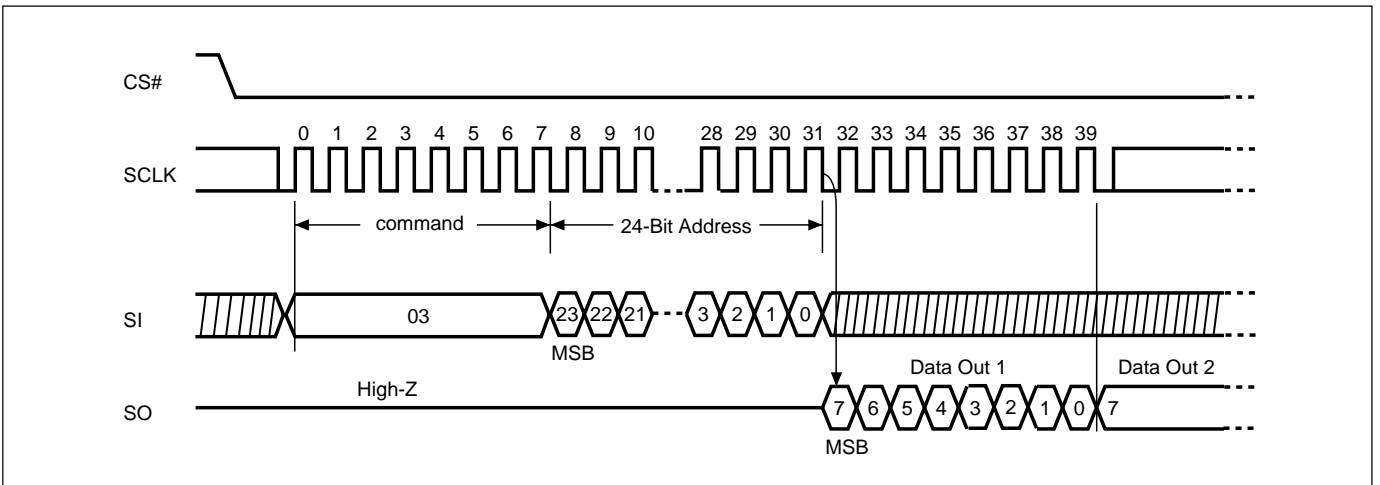 CS#
0 1 2 3 4 5 6 7 8 9 10 28 29 30 31 32 33 34 35 36 37 38 39
SCLK
command 24-Bit Address
SI
03 23 22 21 3 2 1 0
MSB
High-Z
Data Out 1 Data Out 2
SO
7 6 5 4 3 2 1 0 7
MSB